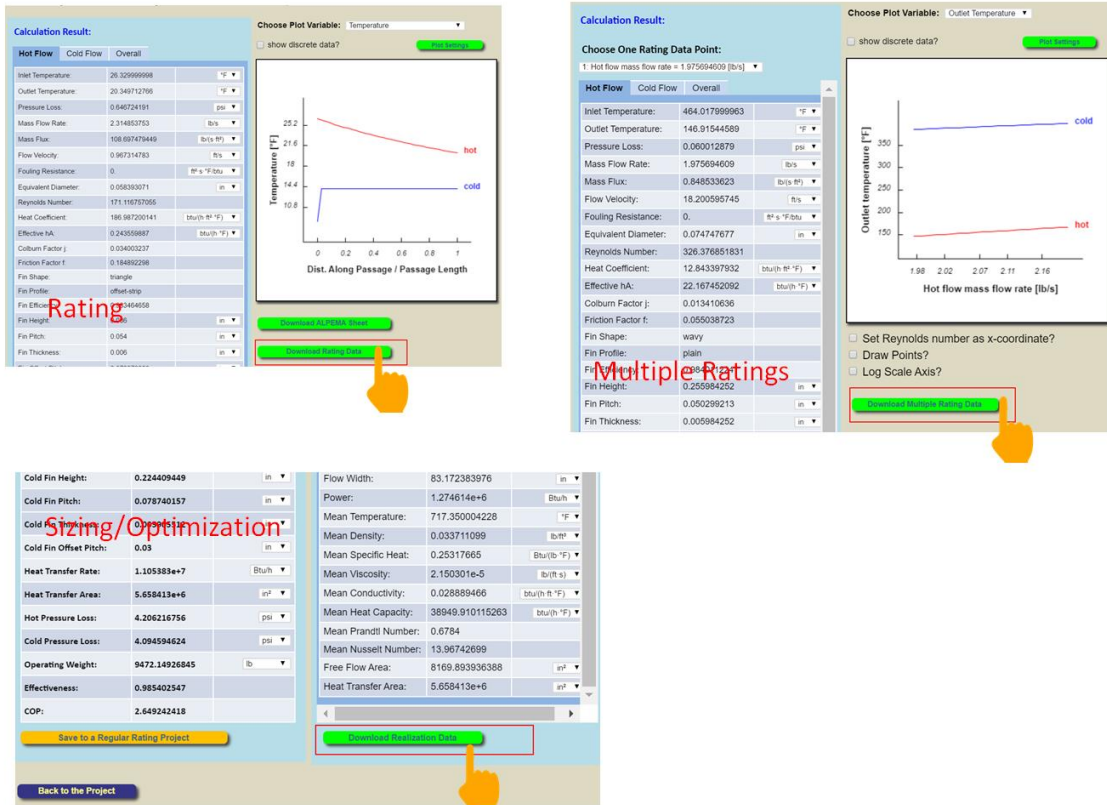 Calculation Result:
Hot Flow Cold Flow Overall
Inlet Temperature: 26.329999998 °F
Outlet Temperature: 20.349712766 °F
Pressure Loss: 0.646724191 psi
Mass Flow Rate: 2.314853753 lb/s
Mass Flux: 108.697479449 lb/(s·ft²)
Flow Velocity: 0.967314783 ft/s
Fouling Resistance: 0. ft²·s·°F/btu
Equivalent Diameter: 0.058393071 in
Reynolds Number: 171.116757055
Heat Coefficient: 186.987200141 btu/(h·ft²·°F)
Effective hA: 0.243559887 btu/(h·°F)
Colburn Factor j: 0.034003237
Friction Factor f: 0.184892298
Fin Shape: triangle
Fin Profile: offset-strip
Fin Efficiency:
Rating
Fin Height: in
Fin Pitch: 0.054 in
Fin Thickness: 0.006 in
Choose Plot Variable: Temperature
show discrete data? Plot Settings
Temperature [°F]
25.2
21.6
18
14.4
10.8
hot
cold
0 0.2 0.4 0.6 0.8 1
Dist. Along Passage / Passage Length
Download ALPEMA Sheet
Download Rating Data
Calculation Result:
Choose One Rating Data Point:
1: Hot flow mass flow rate = 1.975694609 [lb/s]
Hot Flow Cold Flow Overall
Inlet Temperature: 464.017999963 °F
Outlet Temperature: 146.91544589 °F
Pressure Loss: 0.060012879 psi
Mass Flow Rate: 1.975694609 lb/s
Mass Flux: 0.848533623 lb/(s·ft²)
Flow Velocity: 18.200595745 ft/s
Fouling Resistance: 0. ft²·s·°F/btu
Equivalent Diameter: 0.074747677 in
Reynolds Number: 326.376851831
Heat Coefficient: 12.843397932 btu/(h·ft²·°F)
Effective hA: 22.167452092 btu/(h·°F)
Colburn Factor j: 0.013410636
Friction Factor f: 0.055038723
Fin Shape: wavy
Fin Profile: plain
Fin Efficiency:
Multiple Ratings
Fin Height: 0.255984252 in
Fin Pitch: 0.050299213 in
Fin Thickness: 0.005984252 in
Choose Plot Variable: Outlet Temperature
show discrete data? Plot Settings
Outlet temperature [°F]
350
300
250
200
150
cold
hot
1.98 2.02 2.07 2.11 2.16
Hot flow mass flow rate [lb/s]
Set Reynolds number as x-coordinate?
Draw Points?
Log Scale Axis?
Download Multiple Rating Data
Cold Fin Height: 0.224409449 in
Cold Fin Pitch: 0.078740157 in
Cold Fin Thickness: in
Sizing/Optimization
Cold Fin Offset Pitch: 0.03 in
Heat Transfer Rate: 1.105383e+7 Btu/h
Heat Transfer Area: 5.658413e+6 in²
Hot Pressure Loss: 4.206216756 psi
Cold Pressure Loss: 4.094594624 psi
Operating Weight: 9472.14926845 lb
Effectiveness: 0.985402547
COP: 2.649242418
Save to a Regular Rating Project
Back to the Project
Flow Width: 83.172383976 in
Power: 1.274614e+6 Btu/h
Mean Temperature: 717.350004228 °F
Mean Density: 0.033711099 lb/ft³
Mean Specific Heat: 0.25317665 Btu/(lb·°F)
Mean Viscosity: 2.150301e-5 lb/(ft·s)
Mean Conductivity: 0.028889466 btu/(h·ft·°F)
Mean Heat Capacity: 38949.910115263 btu/(h·°F)
Mean Prandtl Number: 0.6784
Mean Nusselt Number: 13.96742699
Free Flow Area: 8169.893936388 in²
Heat Transfer Area: 5.658413e+6 in²
Download Realization Data